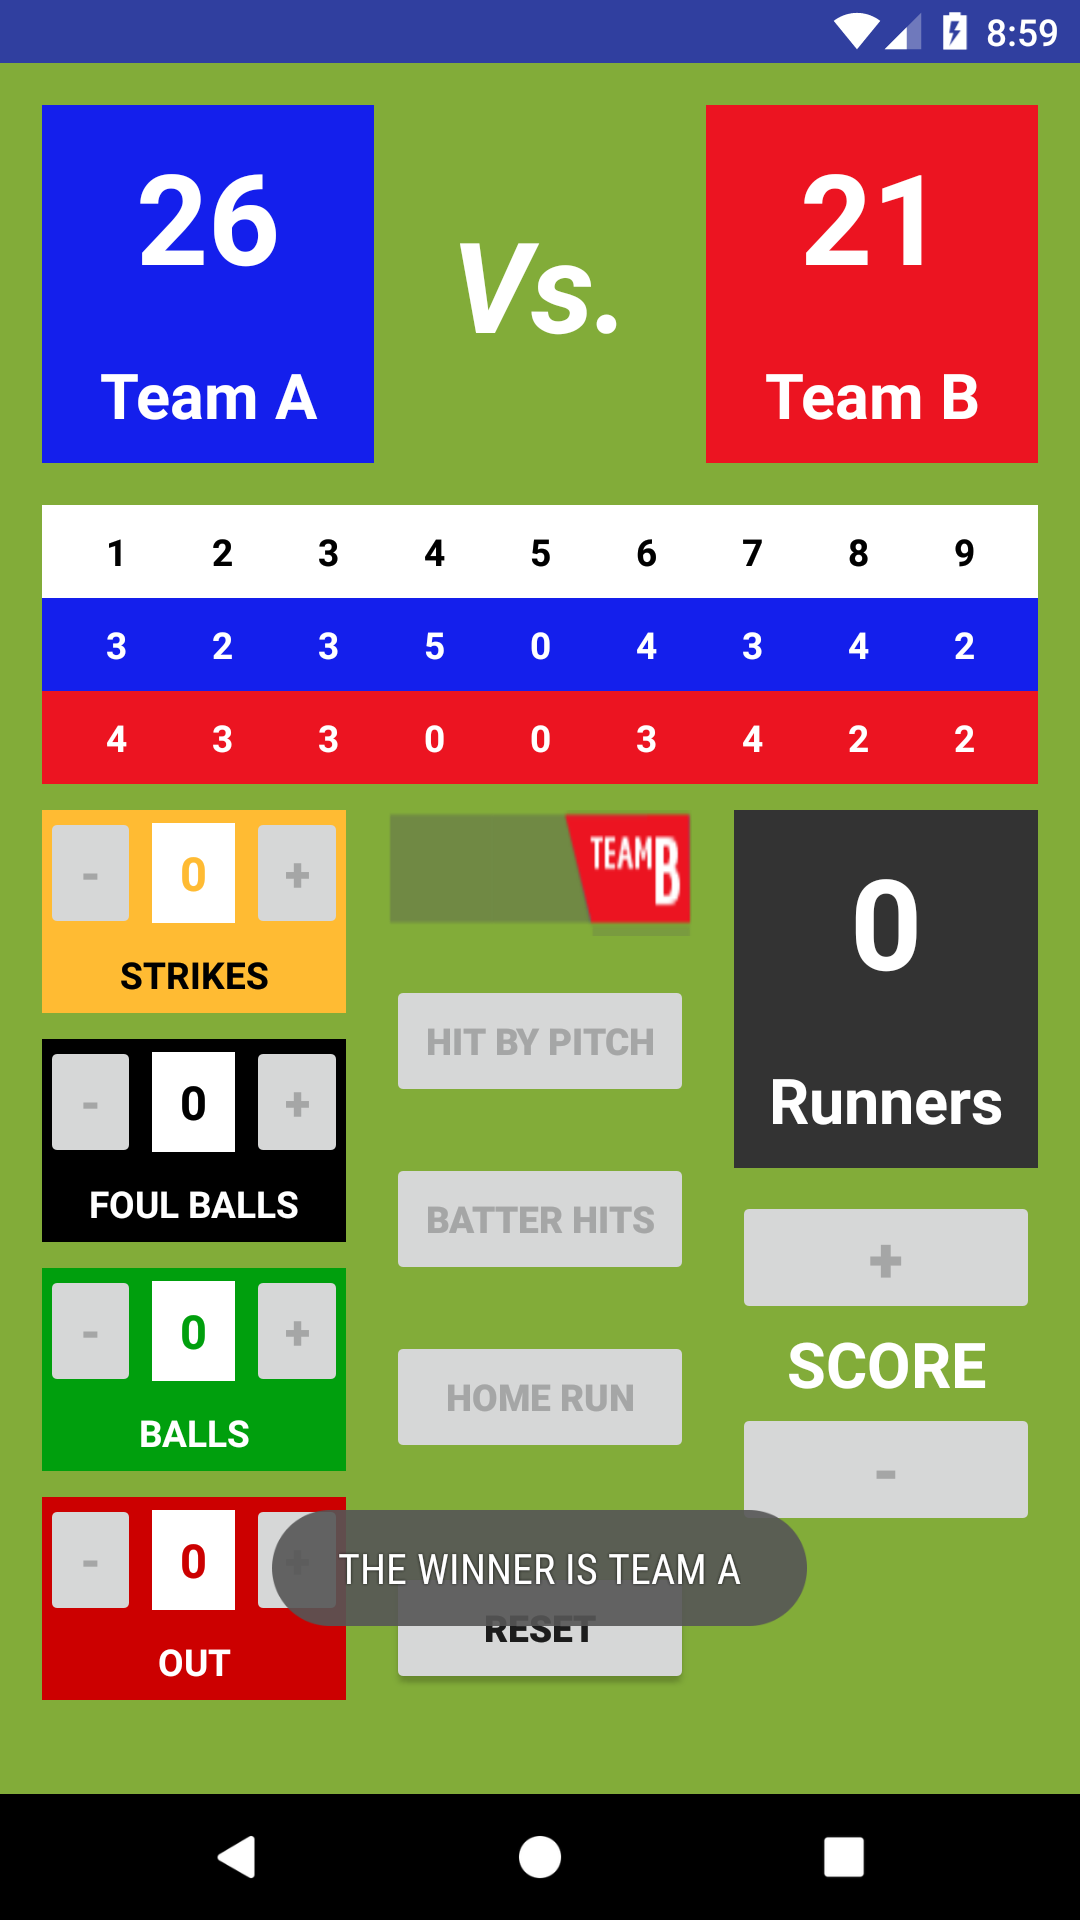 8:59
26
Team A
Vs.
21
Team B
1 2 3 4 5 6 7 8 9
3 2 3 5 0 4 3 4 2
4 3 3 0 0 3 4 2 2
- 0 +
STRIKES
- 0 +
FOUL BALLS
- 0 +
BALLS
- 0 +
OUT
TEAM B
HIT BY PITCH
BATTER HITS
HOME RUN
THE WINNER IS TEAM A
RESET
0
Runners
+
SCORE
-